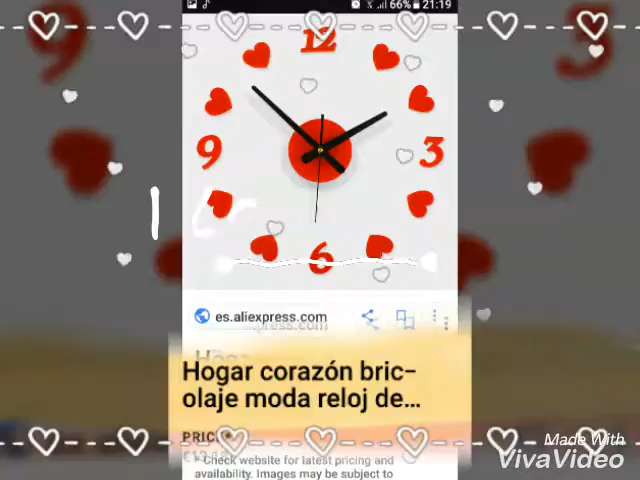 66% 21:19
12
9 3
6
es.aliexpress.com
Hogar corazón bric-
olaje moda reloj de...
PRICE*
* Check website for latest pricing and
availability. Images may be subject to
Made With
VivaVideo